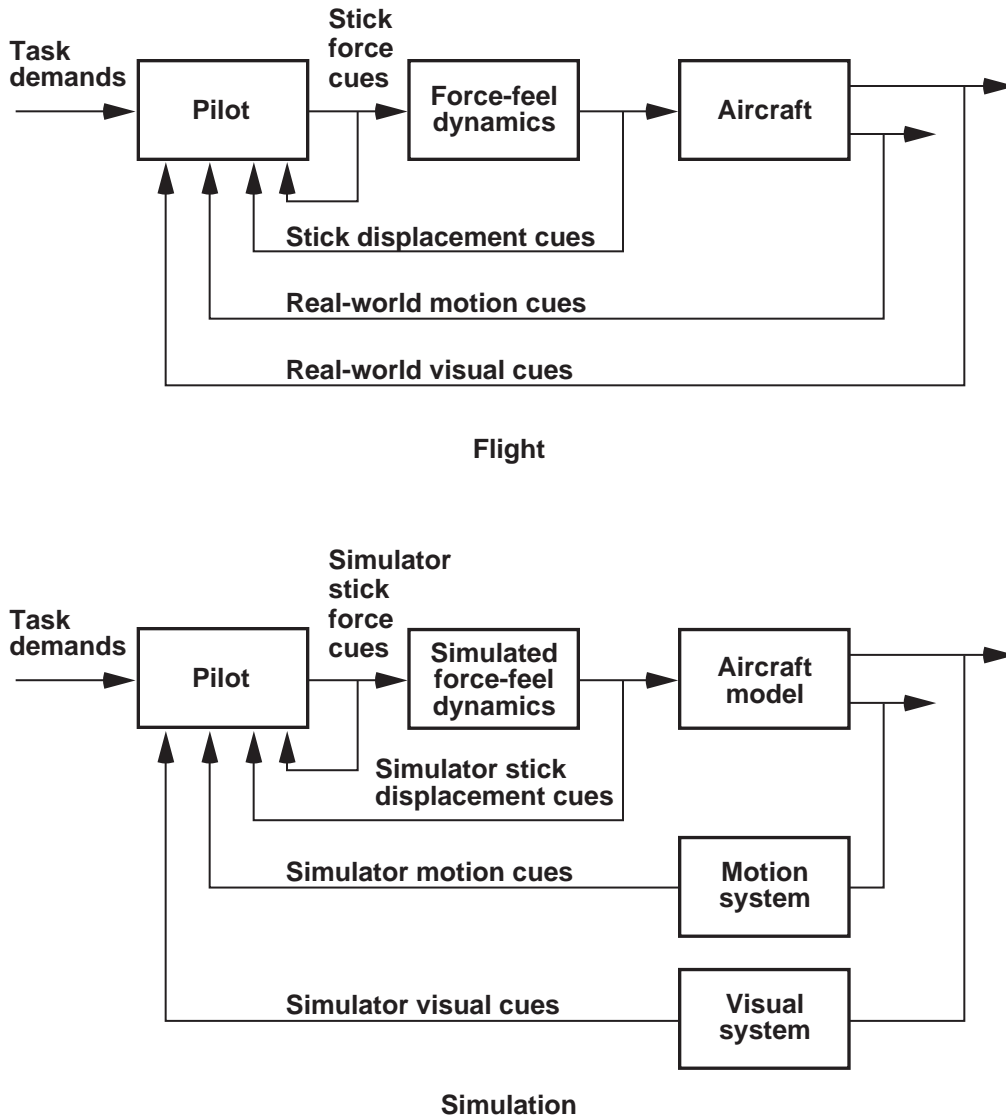 Task
demands
Pilot
Stick
force
cues
Force-feel
dynamics
Aircraft
Stick displacement cues
Real-world motion cues
Real-world visual cues
Flight
Task
demands
Pilot
Simulator
stick
force
cues
Simulated
force-feel
dynamics
Aircraft
model
Simulator stick
displacement cues
Simulator motion cues
Motion
system
Simulator visual cues
Visual
system
Simulation